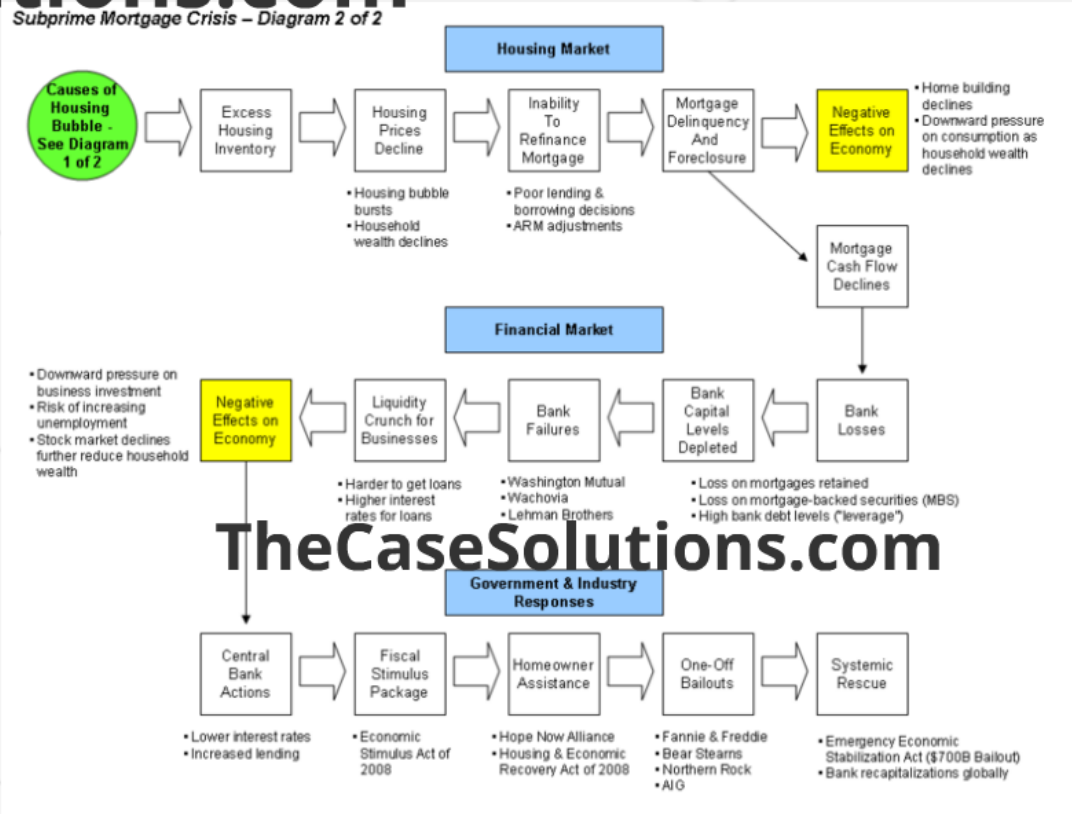 tions.com
Subprime Mortgage Crisis – Diagram 2 of 2
Housing Market
Causes of
Housing
Bubble -
See Diagram
1 of 2
Excess
Housing
Inventory
Housing
Prices
Decline
Inability
To
Refinance
Mortgage
Mortgage
Delinquency
And
Foreclosure
Negative
Effects on
Economy
• Home building
declines
• Downward pressure
on consumption as
household wealth
declines
• Housing bubble
bursts
• Household
wealth declines
• Poor lending &
borrowing decisions
• ARM adjustments
Mortgage
Cash Flow
Declines
Financial Market
• Downward pressure on
business investment
• Risk of increasing
unemployment
• Stock market declines
further reduce household
wealth
Negative
Effects on
Economy
Liquidity
Crunch for
Businesses
Bank
Failures
Bank
Capital
Levels
Depleted
Bank
Losses
• Harder to get loans
• Higher interest
rates for loans
• Washington Mutual
• Wachovia
• Lehman Brothers
• Loss on mortgages retained
• Loss on mortgage-backed securities (MBS)
• High bank debt levels ("leverage")
TheCaseSolutions.com
Government & Industry
Responses
Central
Bank
Actions
Fiscal
Stimulus
Package
Homeowner
Assistance
One-Off
Bailouts
Systemic
Rescue
• Lower interest rates
• Increased lending
• Economic
Stimulus Act of
2008
• Hope Now Alliance
• Housing & Economic
Recovery Act of 2008
• Fannie & Freddie
• Bear Stearns
• Northern Rock
• AIG
• Emergency Economic
Stabilization Act ($700B Bailout)
• Bank recapitalizations globally